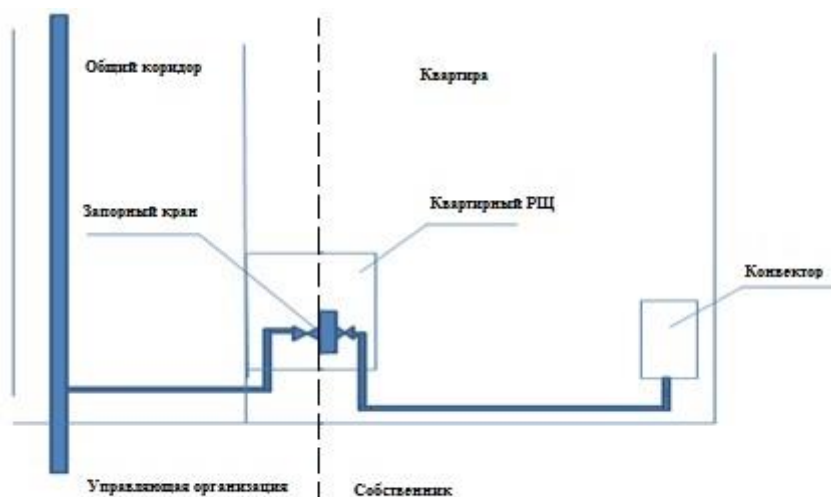 Общий коридор
Квартира
Запорный кран
Квартирный РЩ
Конвектор
Управляющая организация
Собственник